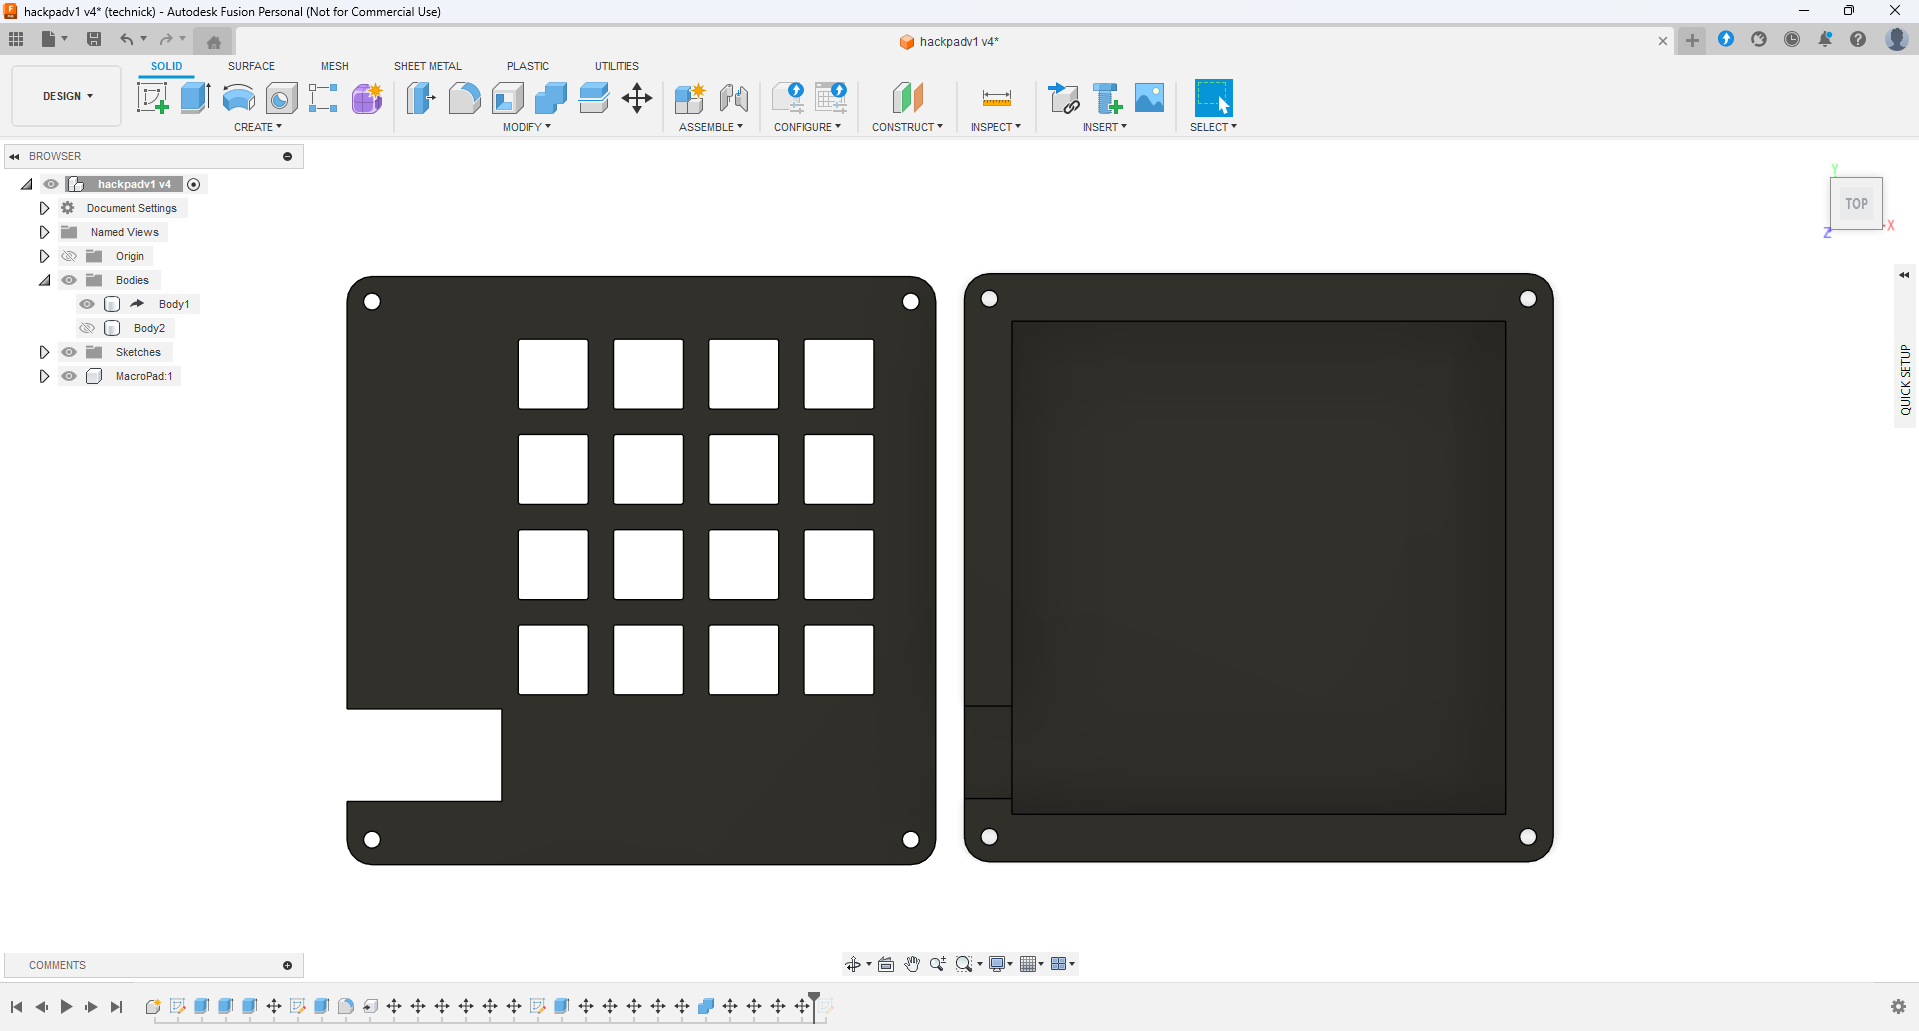 hackpadv1 v4* (technick) - Autodesk Fusion Personal (Not for Commercial Use)
hackpadv1 v4*
SOLID SURFACE MESH SHEET METAL PLASTIC UTILITIES
DESIGN
CREATE MODIFY ASSEMBLE CONFIGURE CONSTRUCT INSPECT INSERT SELECT
BROWSER
hackpadv1 v4
Document Settings
Named Views
Origin
Bodies
Body1
Body2
Sketches
MacroPad:1
Y
TOP
X
Z
QUICK SETUP
COMMENTS